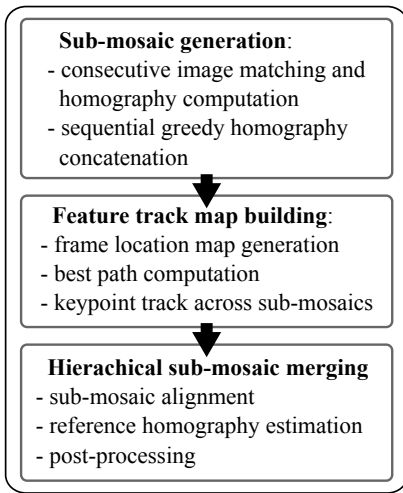 Sub-mosaic generation:
- consecutive image matching and
homography computation
- sequential greedy homography
concatenation
Feature track map building:
- frame location map generation
- best path computation
- keypoint track across sub-mosaics
Hierachical sub-mosaic merging
- sub-mosaic alignment
- reference homography estimation
- post-processing